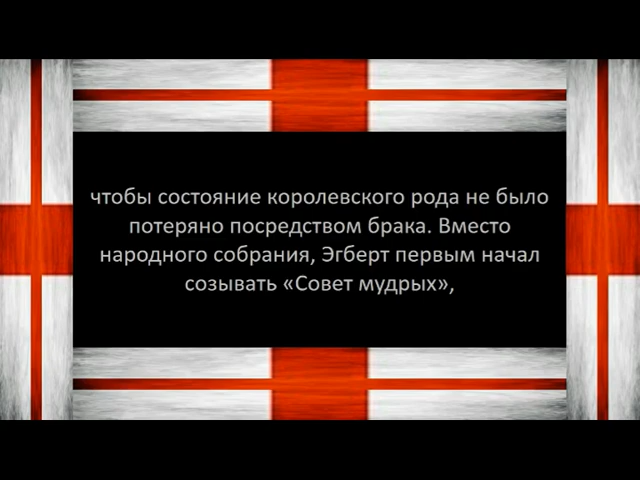 чтобы состояние королевского рода не было
потеряно посредством брака. Вместо
народного собрания, Эгберт первым начал
созывать «Совет мудрых»,